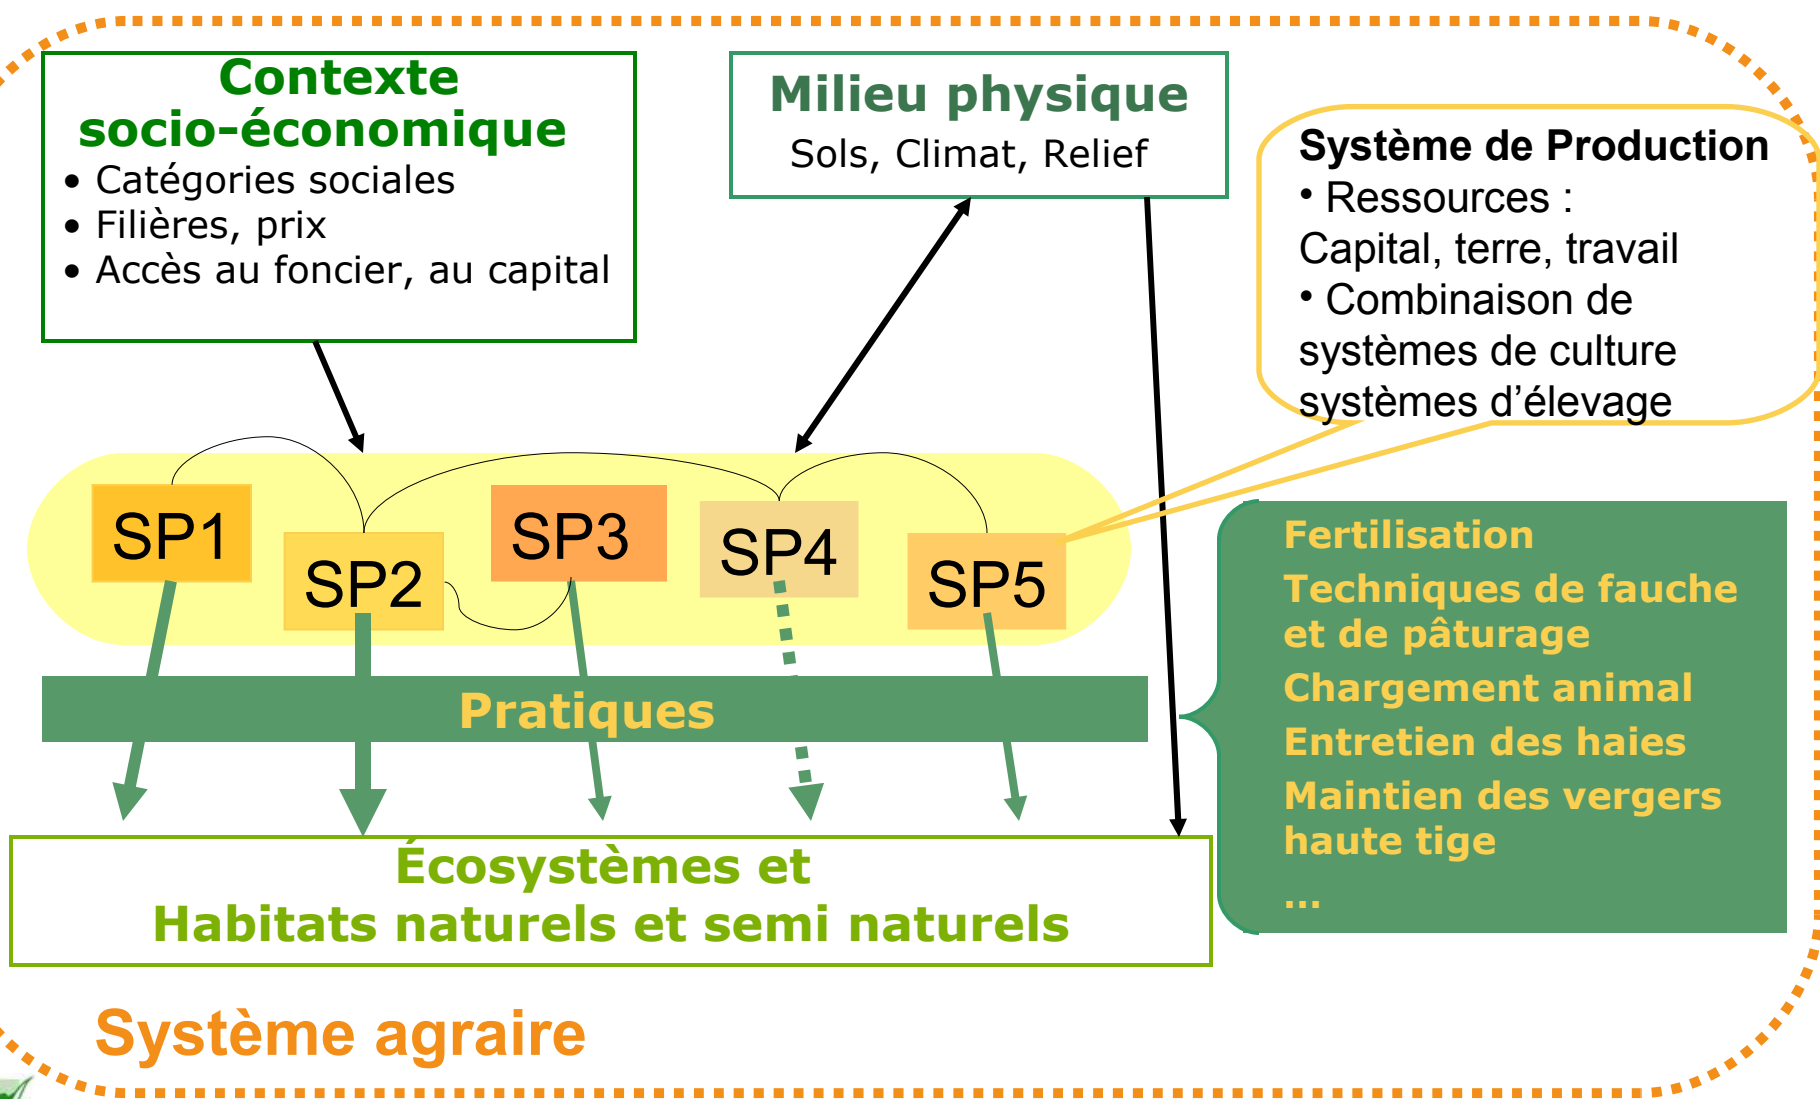 Contexte
socio-économique
• Catégories sociales
• Filières, prix
• Accès au foncier, au capital
Milieu physique
Sols, Climat, Relief
Système de Production
• Ressources :
Capital, terre, travail
• Combinaison de
systèmes de culture
systèmes d’élevage
SP1
SP2
SP3
SP4
SP5
Pratiques
Fertilisation
Techniques de fauche
et de pâturage
Chargement animal
Entretien des haies
Maintien des vergers
haute tige
...
Écosystèmes et
Habitats naturels et semi naturels
Système agraire